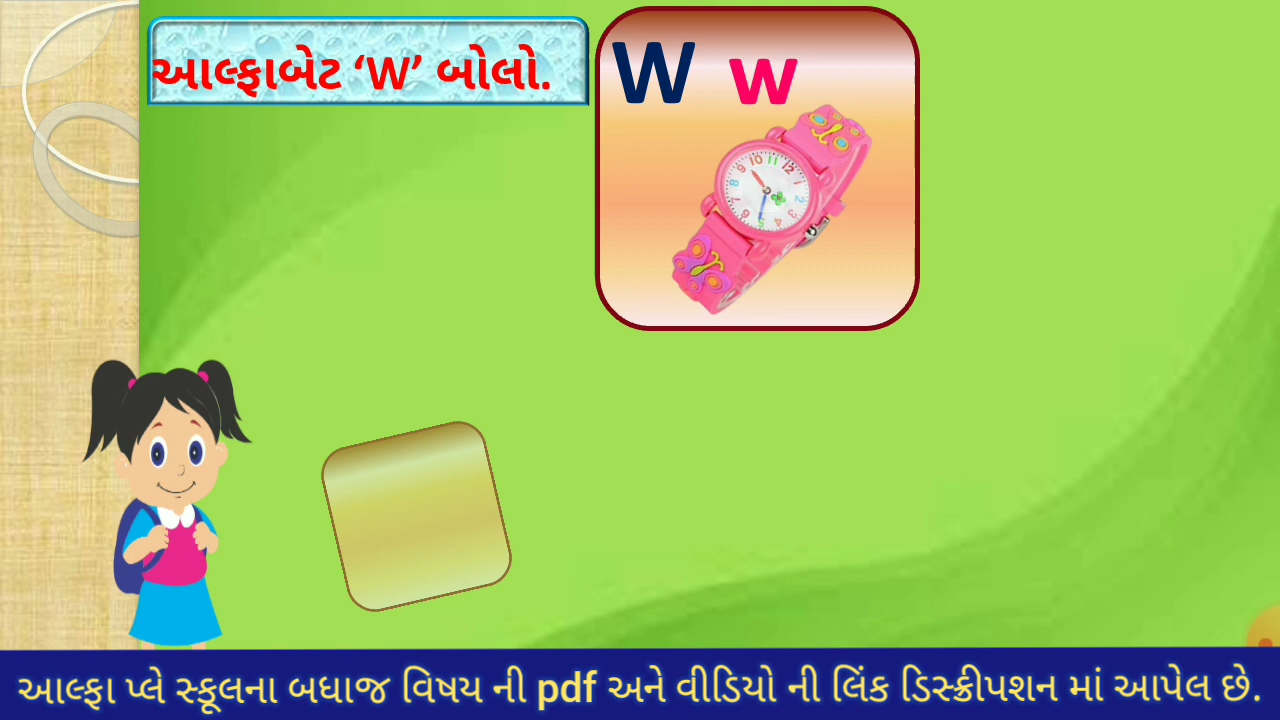 આલ્ફાબેટ ‘W’ બોલો.
W w
આલ્ફા પ્લે સ્કૂલના બધાજ વિષય ની pdf અને વીડિયો ની લિંક ડિસ્ક્રીપશન માં આપેલ છે.